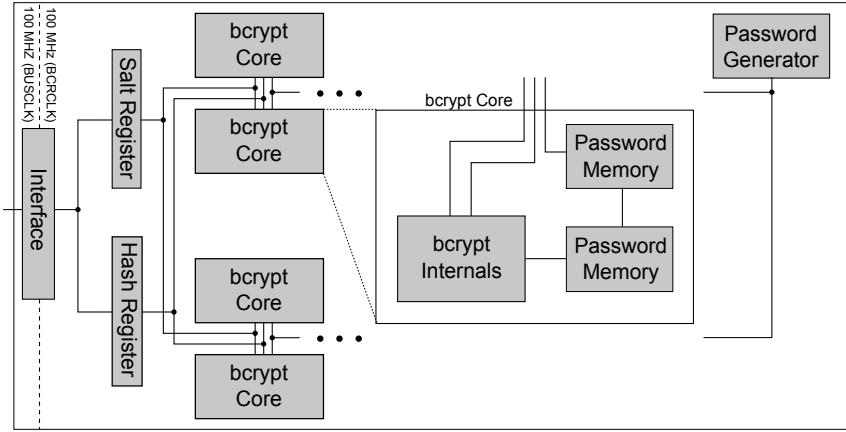 100 MHz (BCRCLK)
100 MHZ (BUSCLK)
Interface
Salt Register
Hash Register
bcrypt
Core
bcrypt
Core
bcrypt
Core
bcrypt
Core
bcrypt Core
bcrypt
Internals
Password
Memory
Password
Memory
Password
Generator